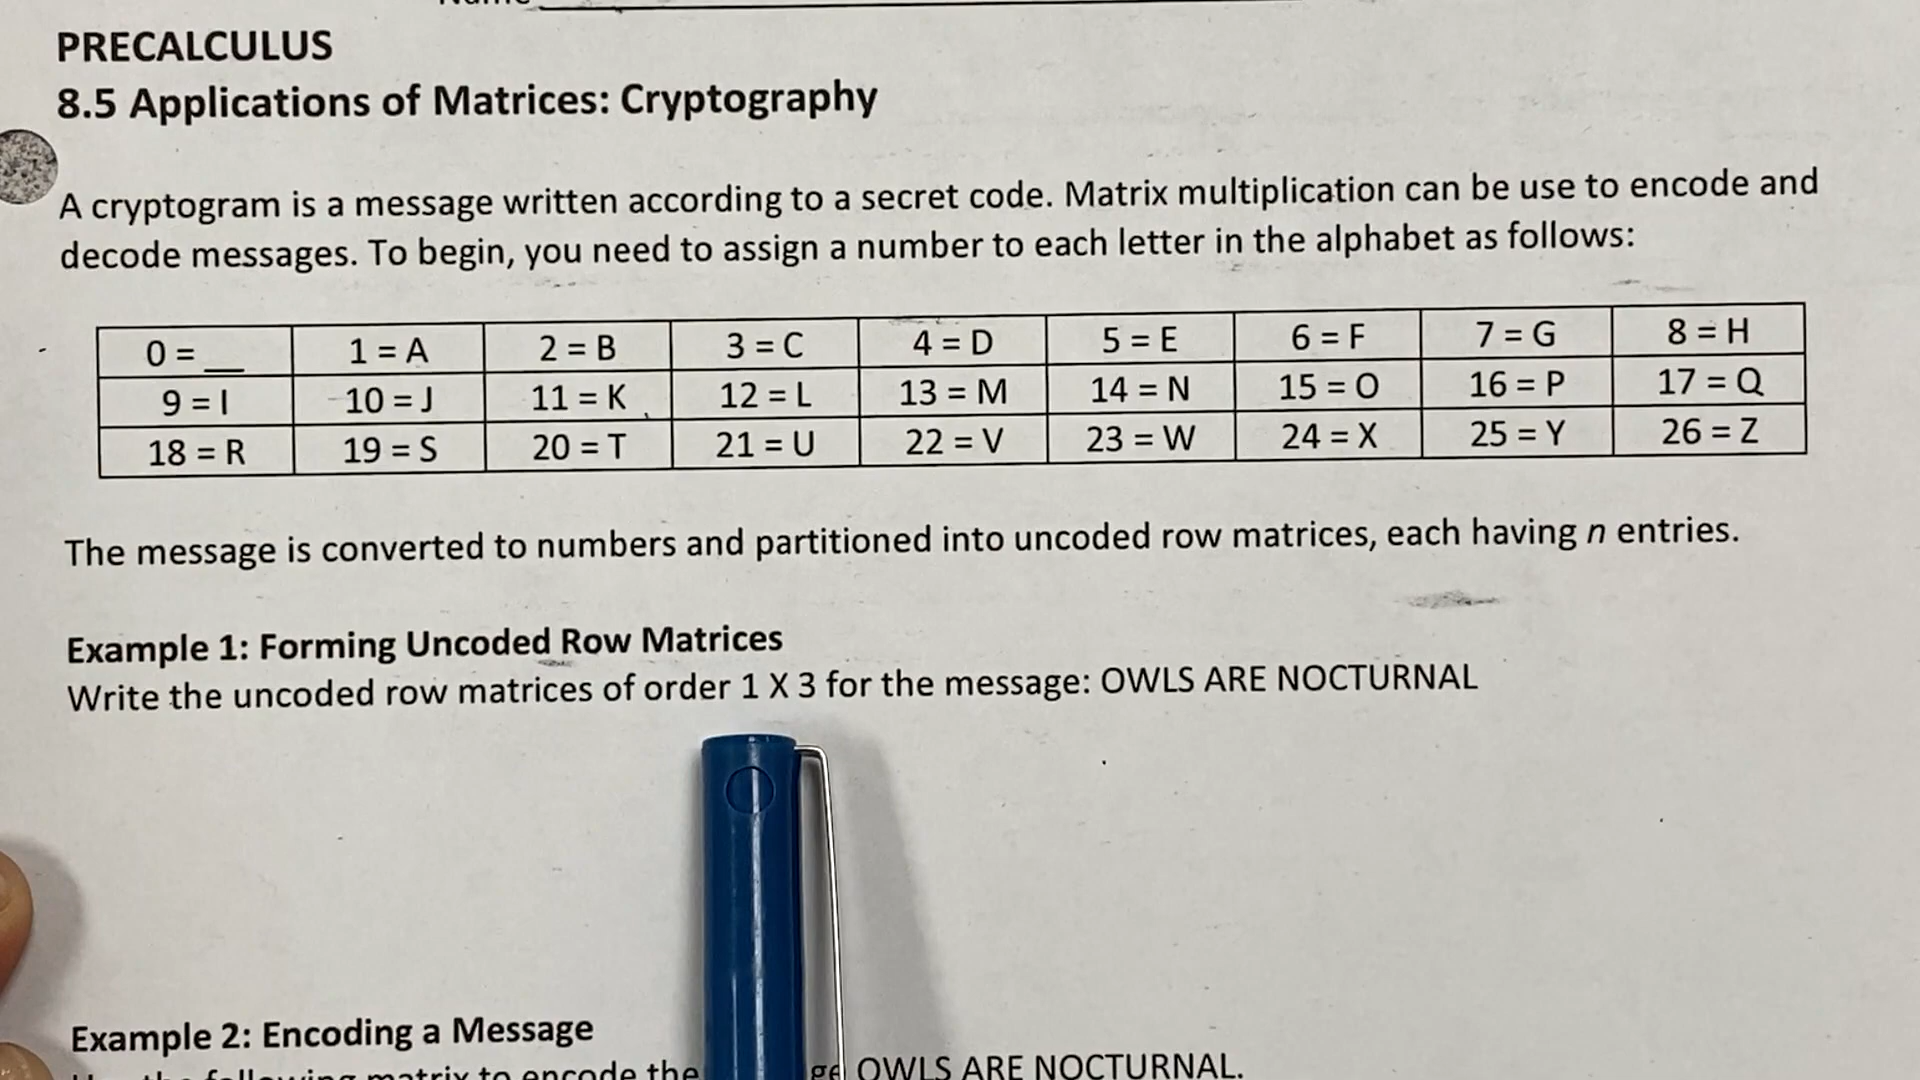 PRECALCULUS
8.5 Applications of Matrices: Cryptography
A cryptogram is a message written according to a secret code. Matrix multiplication can be use to encode and
decode messages. To begin, you need to assign a number to each letter in the alphabet as follows:
0 = __ 1 = A 2 = B 3 = C 4 = D 5 = E 6 = F 7 = G 8 = H
9 = I 10 = J 11 = K 12 = L 13 = M 14 = N 15 = O 16 = P 17 = Q
18 = R 19 = S 20 = T 21 = U 22 = V 23 = W 24 = X 25 = Y 26 = Z
The message is converted to numbers and partitioned into uncoded row matrices, each having n entries.
Example 1: Forming Uncoded Row Matrices
Write the uncoded row matrices of order 1 X 3 for the message: OWLS ARE NOCTURNAL
Example 2: Encoding a Message
following matrix to encode the OWLS ARE NOCTURNAL.